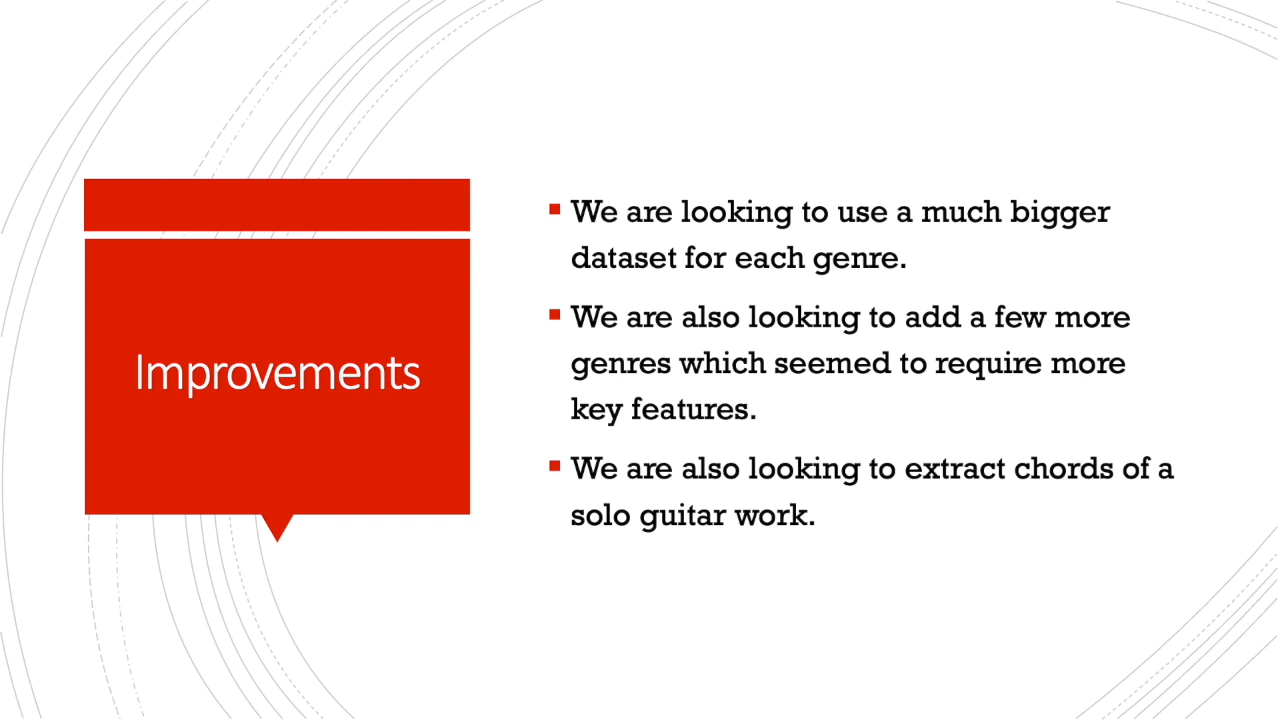 Improvements
We are looking to use a much bigger
dataset for each genre.
We are also looking to add a few more
genres which seemed to require more
key features.
We are also looking to extract chords of a
solo guitar work.